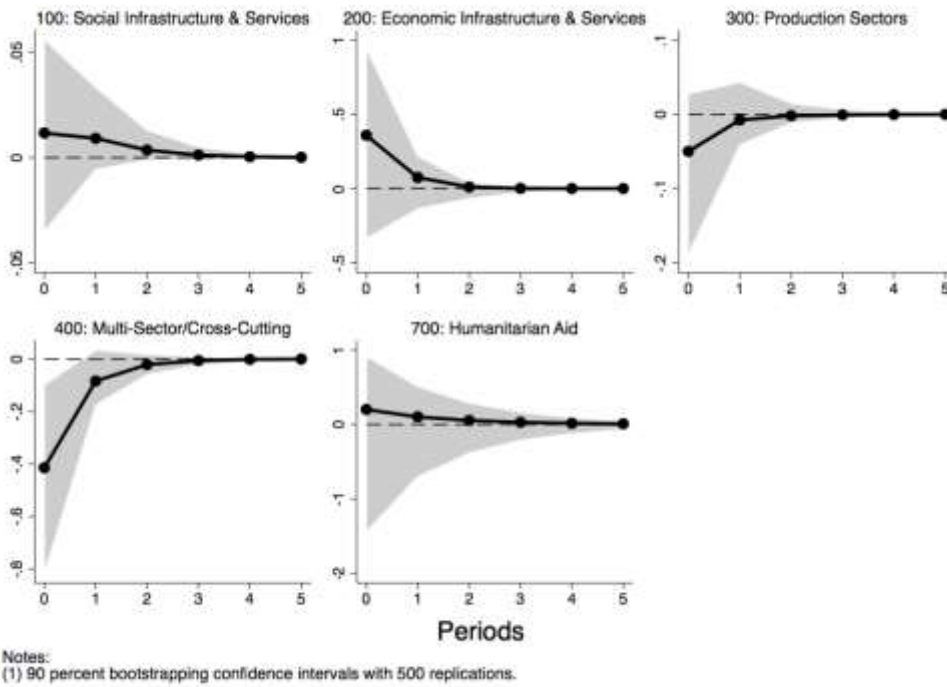 100: Social Infrastructure & Services
200: Economic Infrastructure & Services
300: Production Sectors
.05
0
-.05
0 1 2 3 4 5
1
.5
0
-.5
0 1 2 3 4 5
.1
0
-.1
-.2
0 1 2 3 4 5
400: Multi-Sector/Cross-Cutting
700: Humanitarian Aid
0
-.2
-.4
-.6
-.8
0 1 2 3 4 5
1
0
-1
-2
0 1 2 3 4 5
Periods
Notes:
(1) 90 percent bootstrapping confidence intervals with 500 replications.